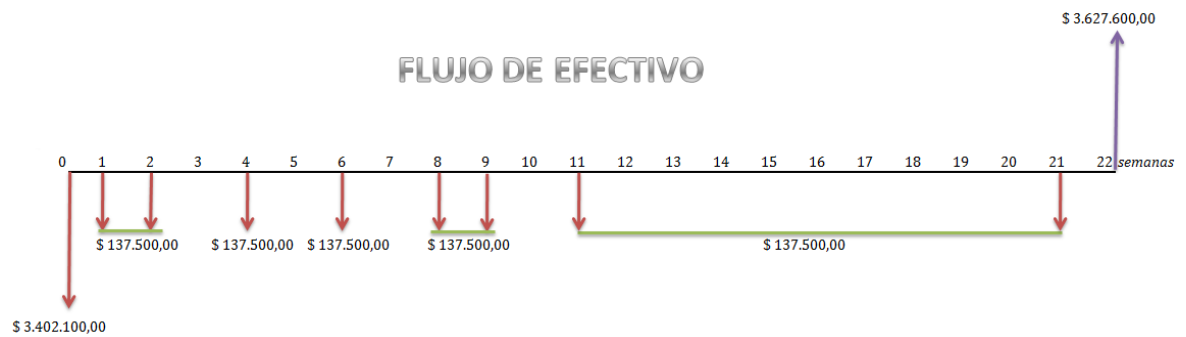 $ 3.627.600,00
FLUJO DE EFECTIVO
0 1 2 3 4 5 6 7 8 9 10 11 12 13 14 15 16 17 18 19 20 21 22 semanas
$ 137.500,00 $ 137.500,00 $ 137.500,00 $ 137.500,00 $ 137.500,00
$ 3.402.100,00